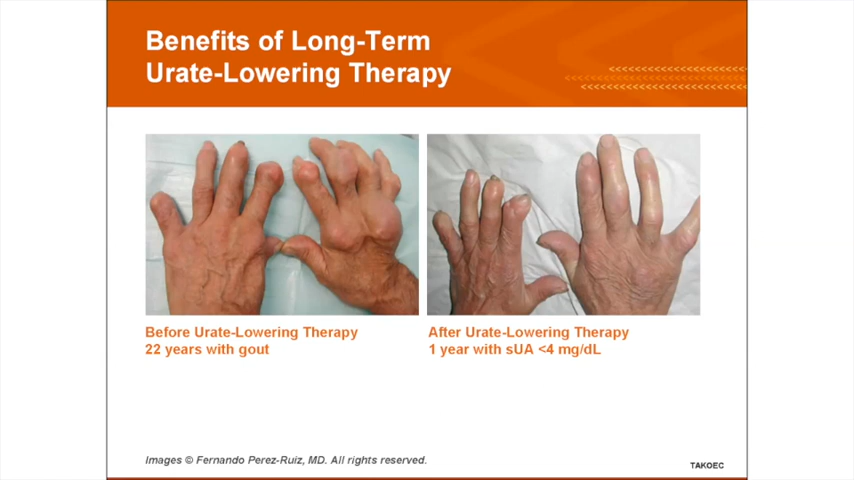 Benefits of Long-Term
Urate-Lowering Therapy
Before Urate-Lowering Therapy
22 years with gout
After Urate-Lowering Therapy
1 year with sUA <4 mg/dL
Images © Fernando Perez-Ruiz, MD. All rights reserved.
TAKOEC